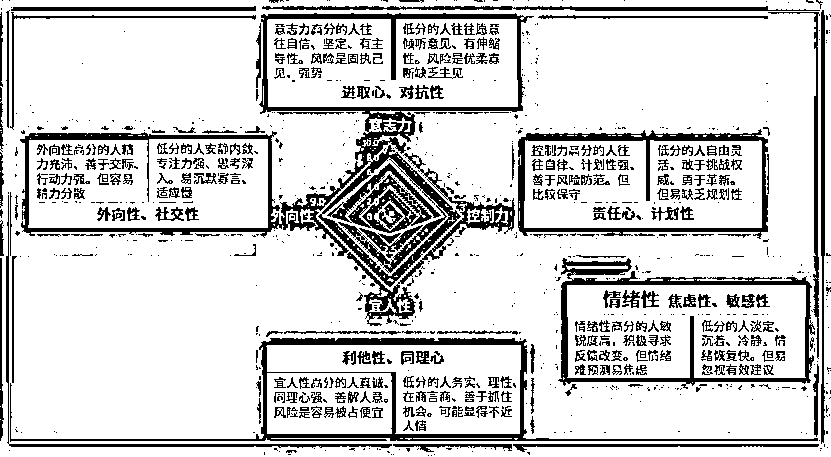 意志力高分的人往
往自信、坚定、有主
导性。风险是固执己
见，强势
低分的人往往愿意
倾听意见、有伸缩
性。风险是优柔寡
断缺乏主见
进取心、对抗性
意志力
外向性高分的人精
力充沛、善于交际、
行动力强。但容易
精力分散
低分的人安静内敛、
专注力强、思考深
入。易沉默寡言、
适应慢
外向性、社交性
外向性
控制力
控制力高分的人往
往自律、计划性强、
善于风险防范。但
比较保守
低分的人自由灵
活、敢于挑战权
威、勇于革新。
但易缺乏规划性
责任心、计划性
宜人性
情绪性 焦虑性、敏感性
情绪性高分的人敏
锐度高，积极寻求
反馈改变。但情绪
难预测易焦虑
低分的人淡定、
沉着、冷静，情
绪恢复快。但易
忽视有效建议
利他性、同理心
宜人性高分的人真诚、
同理心强、善解人意。
风险是容易被占便宜
低分的人务实、理性、
在商言商、善于抓住
机会。可能显得不近
人情